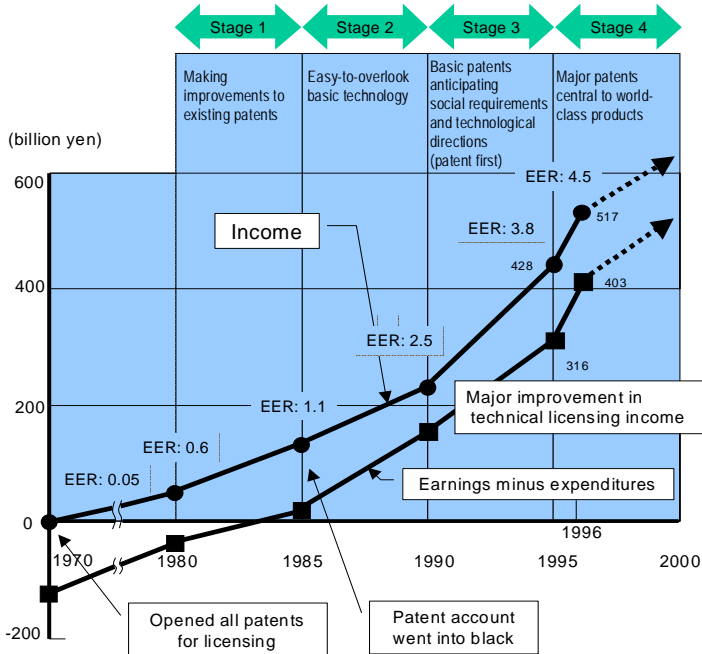 Stage 1
Stage 2
Stage 3
Stage 4
Making
improvements to
existing patents
Easy-to-overlook
basic technology
Basic patents
anticipating
social requirements
and technological
directions
(patent first)
Major patents
central to world-
class products
(billion yen)
600
400
200
0
-200
EER: 4.5
517
Income
EER: 3.8
428
403
EER: 2.5
316
EER: 1.1
Major improvement in
technical licensing income
EER: 0.6
EER: 0.05
Earnings minus expenditures
1970
1980
1985
1990
1995
1996
2000
Opened all patents
for licensing
Patent account
went into black